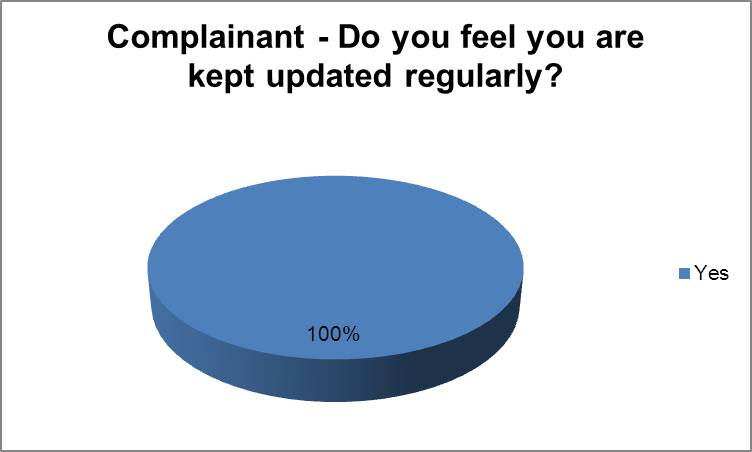 Complainant - Do you feel you are
kept updated regularly?
Yes
100%